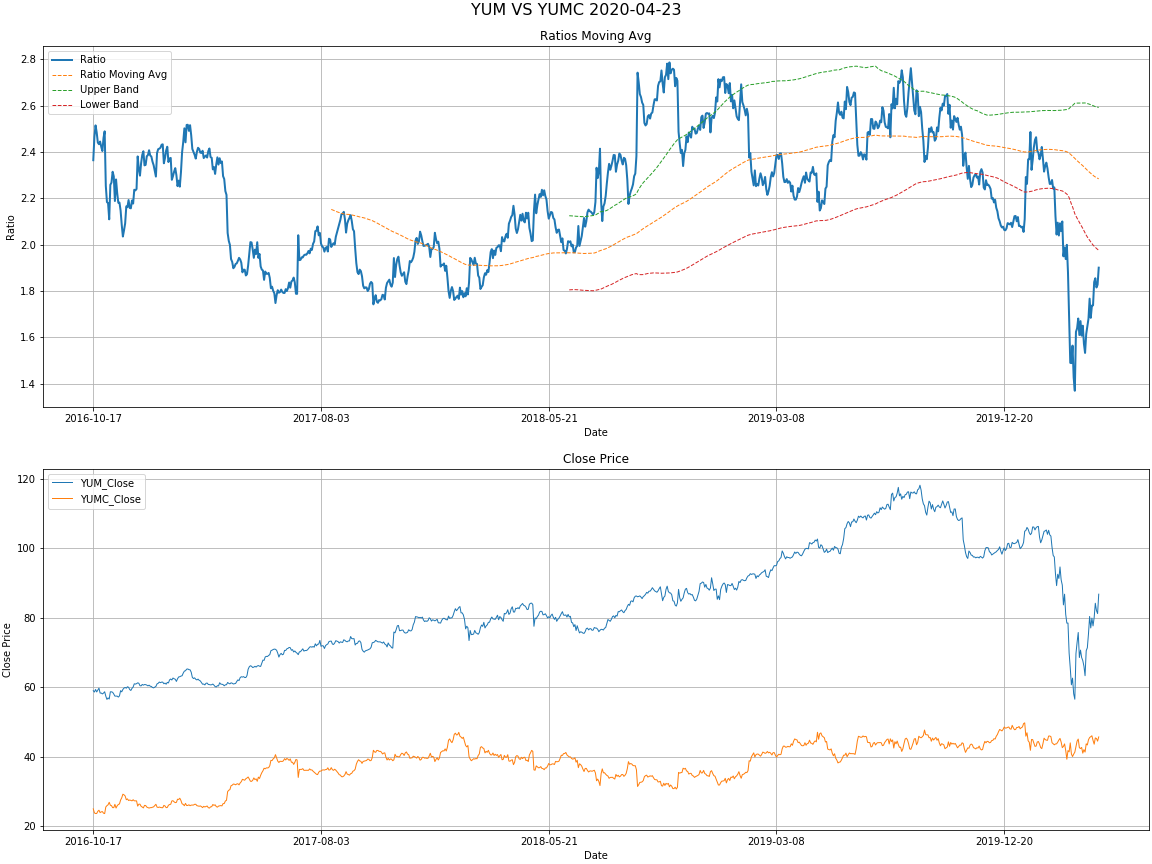 YUM VS YUMC 2020-04-23
Ratios Moving Avg
Ratio
Ratio Moving Avg
Upper Band
Lower Band
Ratio
2.8
2.6
2.4
2.2
2.0
1.8
1.6
1.4
2016-10-17 2017-08-03 2018-05-21 2019-03-08 2019-12-20
Date
Close Price
YUM_Close
YUMC_Close
Close Price
120
100
80
60
40
20
2016-10-17 2017-08-03 2018-05-21 2019-03-08 2019-12-20
Date